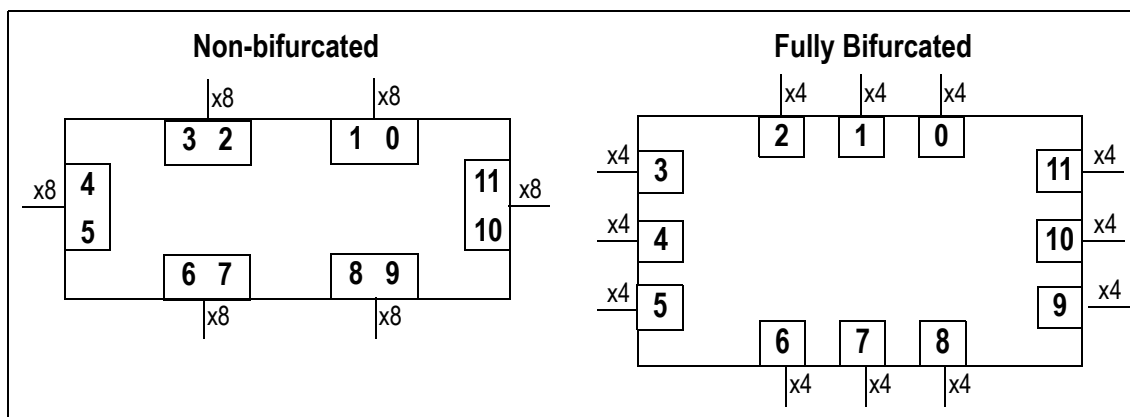 Non-bifurcated
x8 x8
3 2 1 0
4 11
x8 x8
5 10
6 7 8 9
x8 x8
Fully Bifurcated
x4 x4 x4
2 1 0
x4 3 11 x4
x4 4 10 x4
x4 5 9 x4
6 7 8
x4 x4 x4